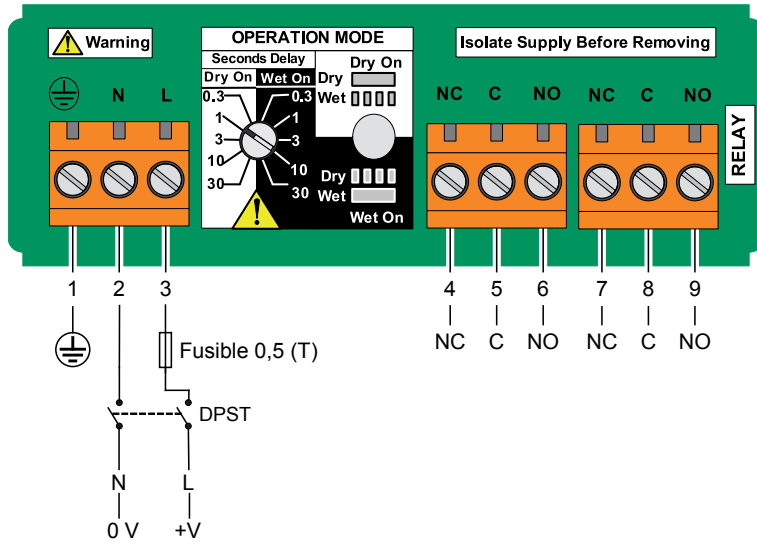 Warning
OPERATION MODE
Isolate Supply Before Removing
Seconds Delay
Dry On Wet On
Dry On
Dry
Wet
0.3 0.3
1 1
3 3
10 10
30 30
Dry
Wet
Wet On
N L
NC C NO NC C NO
RELAY
1 2 3 4 5 6 7 8 9
NC C NO NC C NO
Fusible 0,5 (T)
DPST
N L
0 V +V